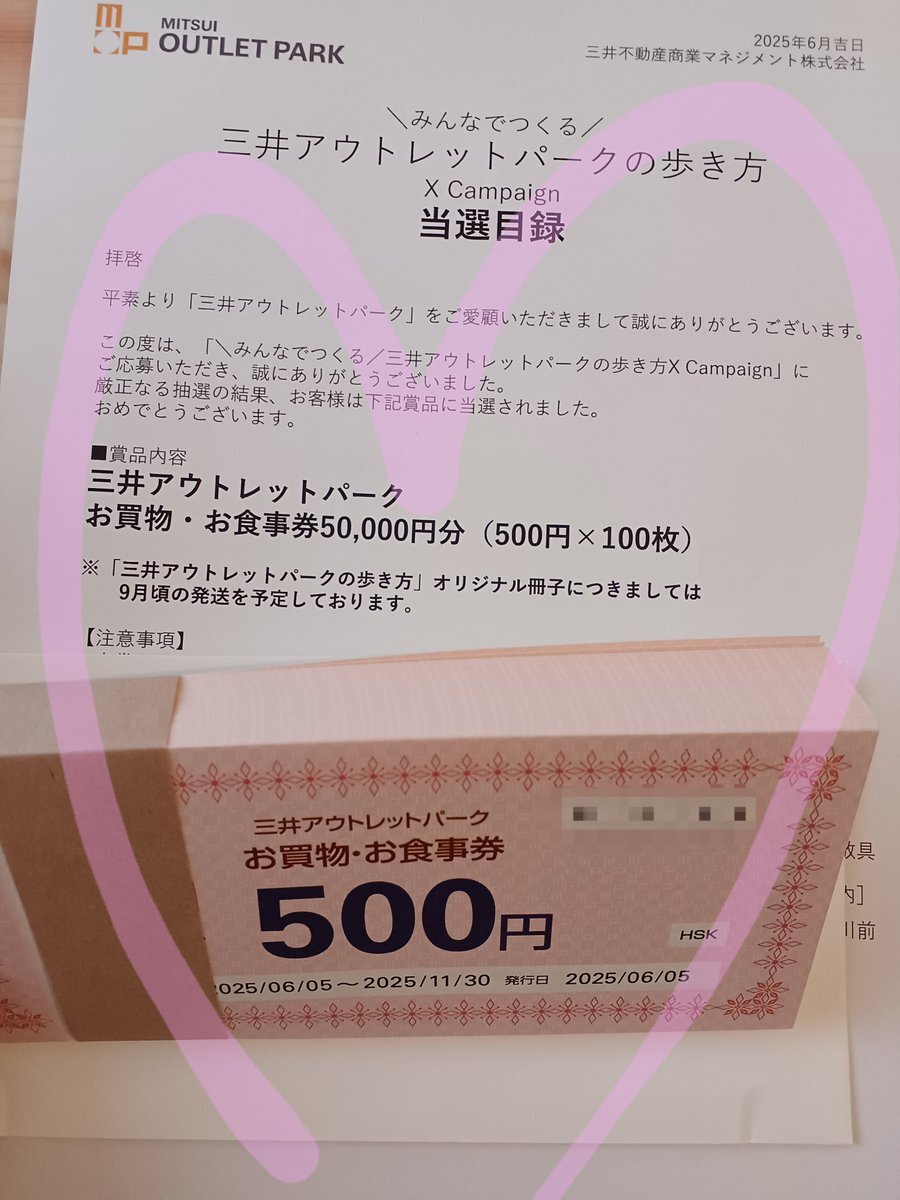 MITSUI
OUTLET PARK
2025年6月吉日
三井不動産商業マネジメント株式会社
＼みんなでつくる／
三井アウトレットパークの歩き方
X Campaign
当選目録
拝啓
平素より「三井アウトレットパーク」をご愛顧いただきまして誠にありがとうございます。
この度は、「＼みんなでつくる／三井アウトレットパークの歩き方X Campaign」に
ご応募いただき、誠にありがとうございました。
厳正なる抽選の結果、お客様は下記賞品に当選されました。
おめでとうございます。
■賞品内容
三井アウトレットパーク
お買物・お食事券50,000円分（500円×100枚）
※「三井アウトレットパークの歩き方」オリジナル冊子につきましては
9月頃の発送を予定しております。
【注意事項】
三井アウトレットパーク
お買物・お食事券
500円
HSK
2025/06/05～2025/11/30 発行日 2025/06/05
敬具
内］
川前